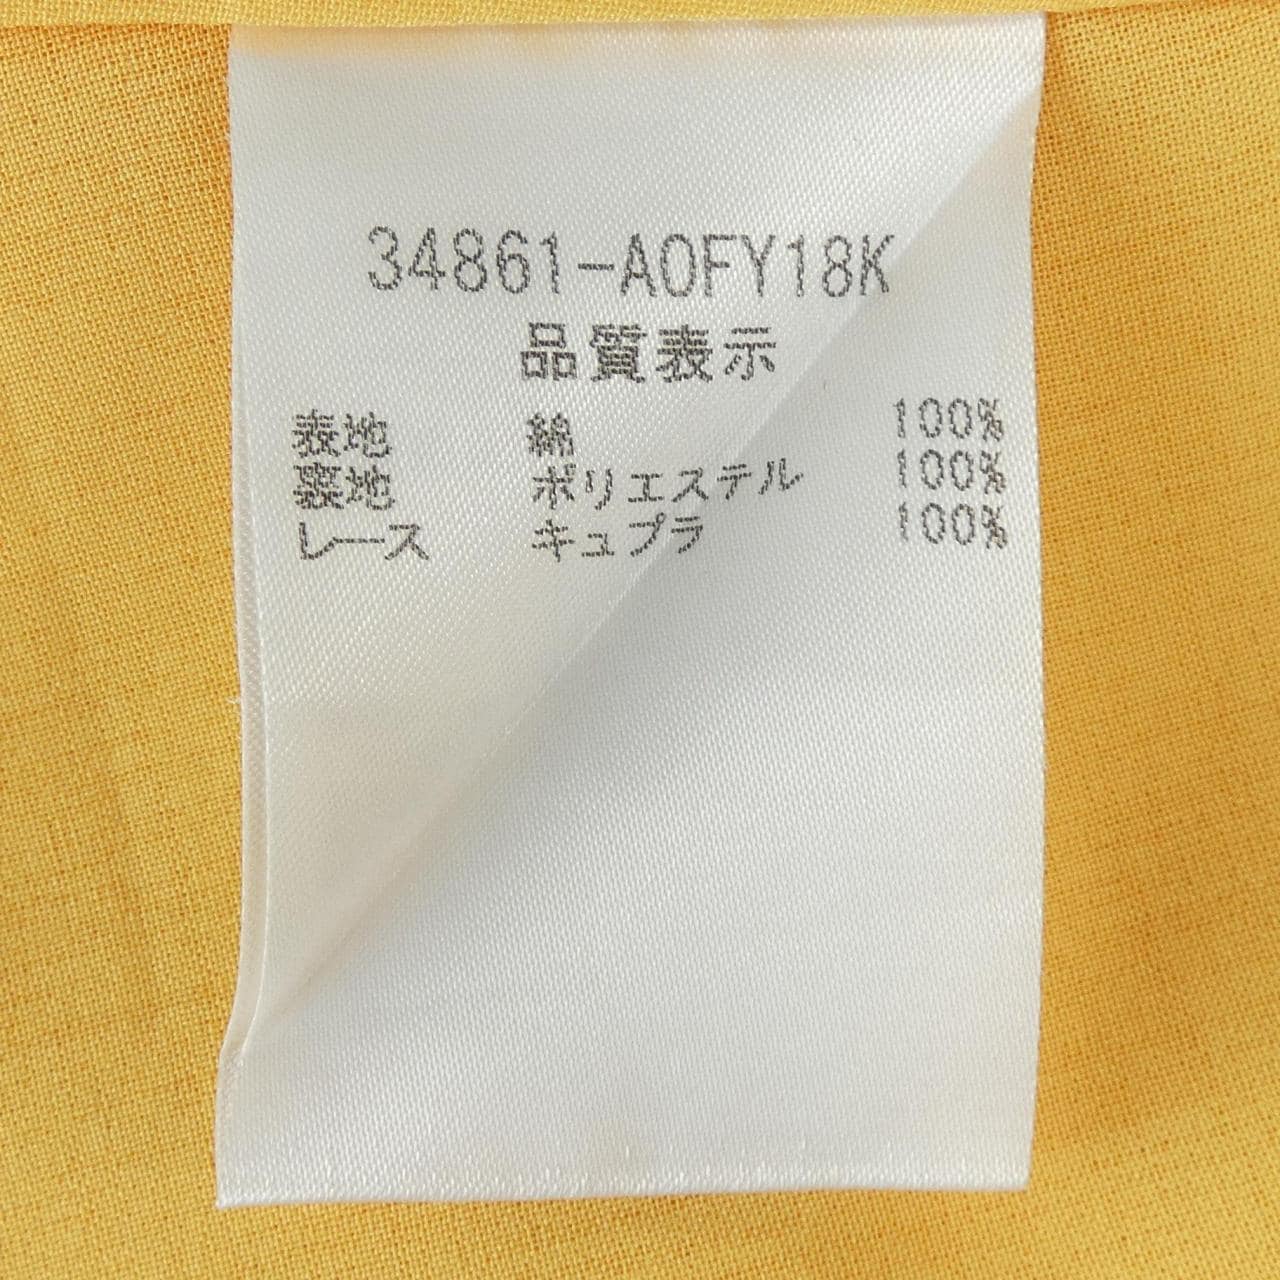 34861-A0FY18K
品質表示
表地 綿 100%
裏地 ポリエステル 100%
レース キュプラ 100%